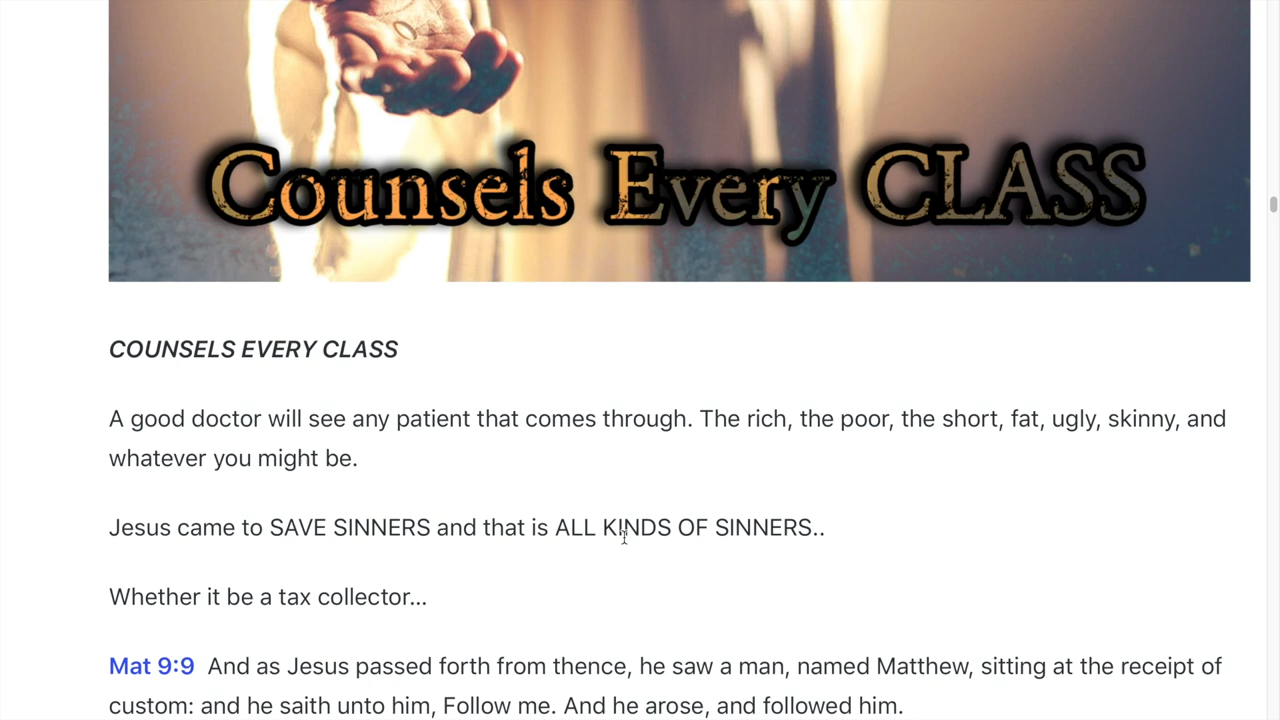 Counsels Every CLASS
COUNSELS EVERY CLASS
A good doctor will see any patient that comes through. The rich, the poor, the short, fat, ugly, skinny, and
whatever you might be.
Jesus came to SAVE SINNERS and that is ALL KINDS OF SINNERS..
Whether it be a tax collector...
Mat 9:9  And as Jesus passed forth from thence, he saw a man, named Matthew, sitting at the receipt of
custom: and he saith unto him, Follow me. And he arose, and followed him.